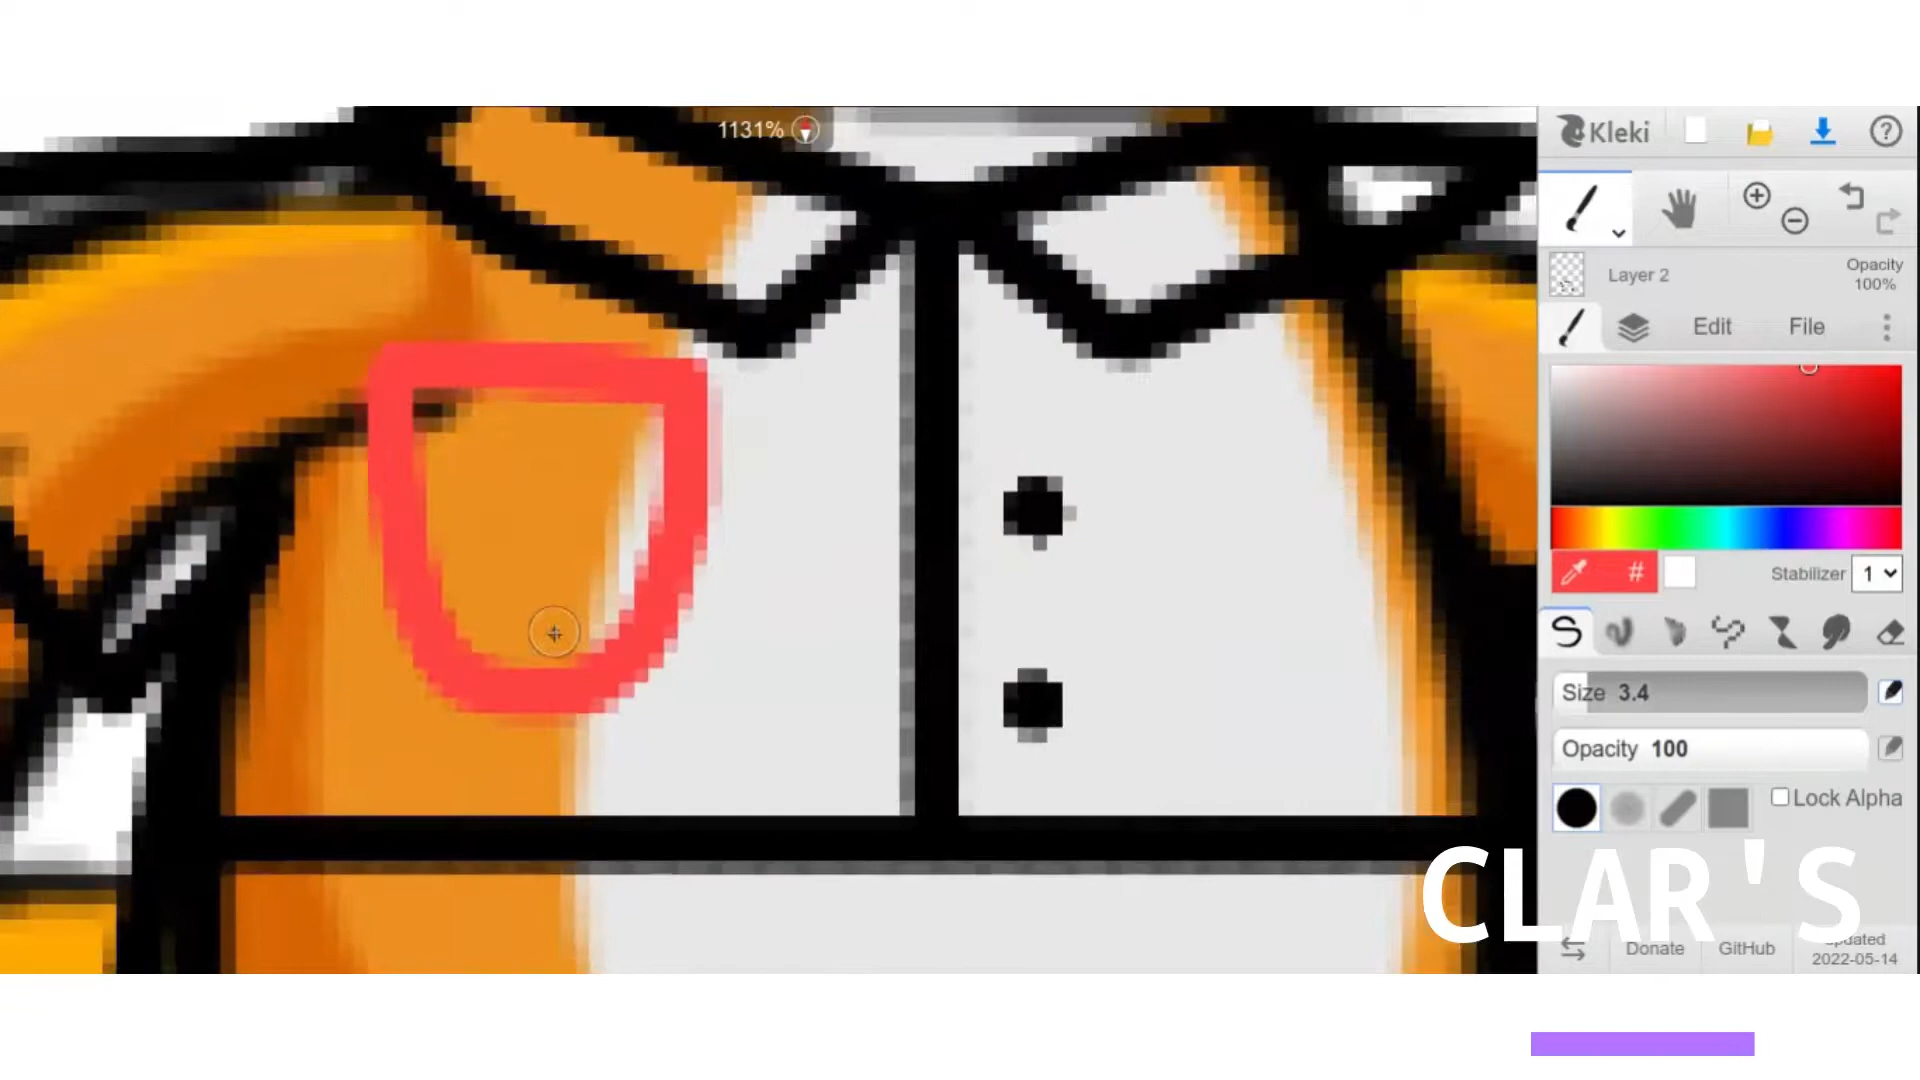 1131%
Kleki
Layer 2
Opacity
100%
Edit
File
#
Stabilizer
1
Size 3.4
Opacity 100
Lock Alpha
CLAR'S
Donate
GitHub
Updated
2022-05-14